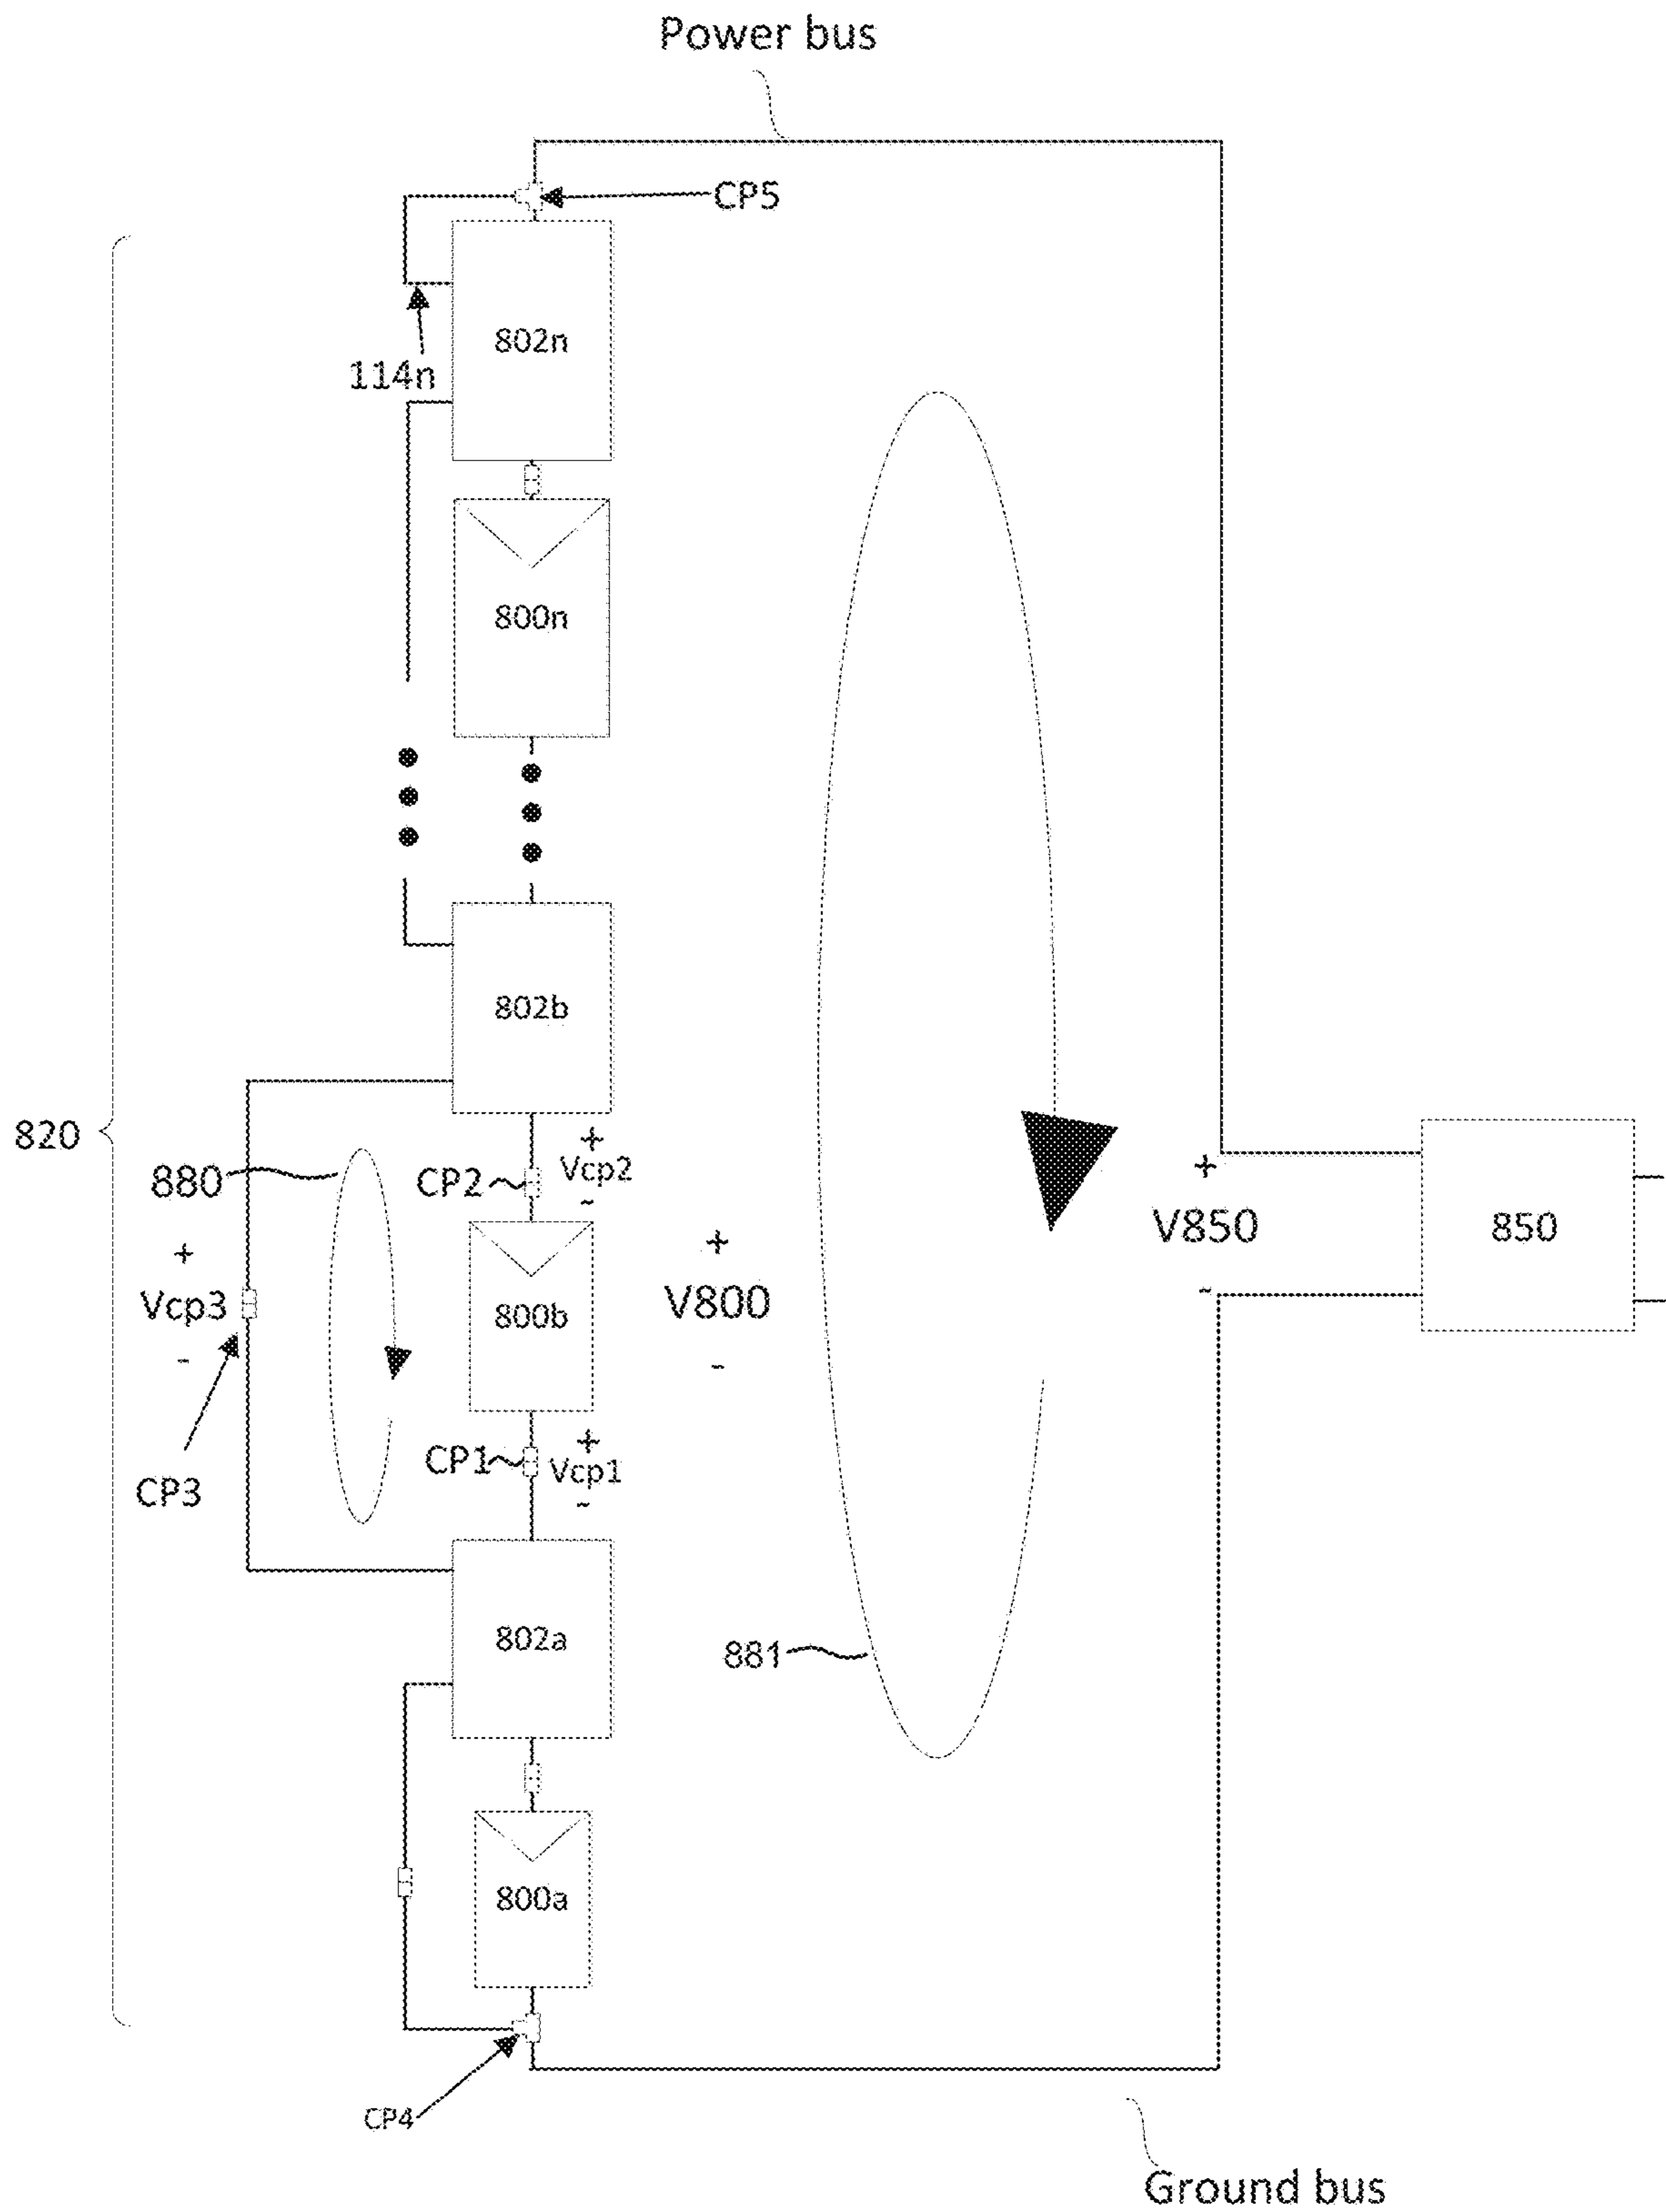 Power bus
CP5
802n
114n
800n
802b
820
880
CP2
+
Vcp2
-
+
Vcp3
-
800b
+
V800
-
+
V850
-
850
CP3
CP1
+
Vcp1
-
802a
881
800a
CP4
Ground bus